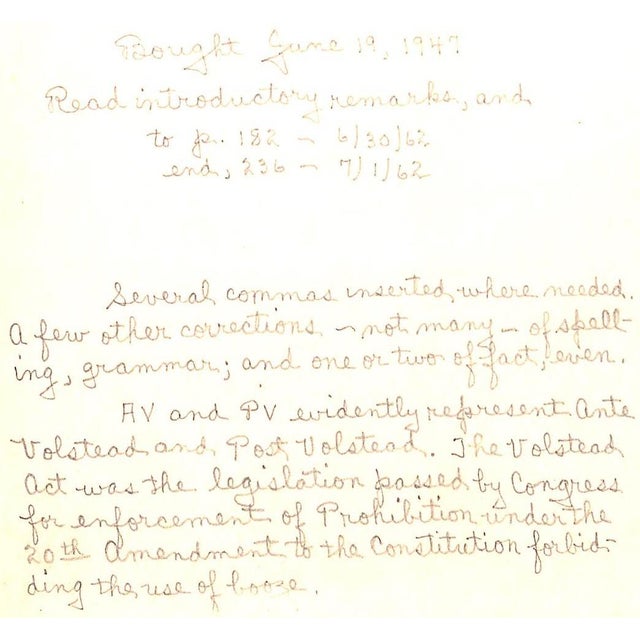 Bought June 19, 1947
Read introductory remarks, and
to p. 182 – 6/30/62
end, 236 – 7/1/62
Several commas inserted where needed.
A few other corrections – not many – of spell-
ing, grammar; and one or two of fact, even.
AV and PV evidently represent Ante
Volstead and Post Volstead. The Volstead
Act was the legislation passed by Congress
for enforcement of Prohibition under the
20th Amendment to the Constitution forbid-
ding the use of booze.